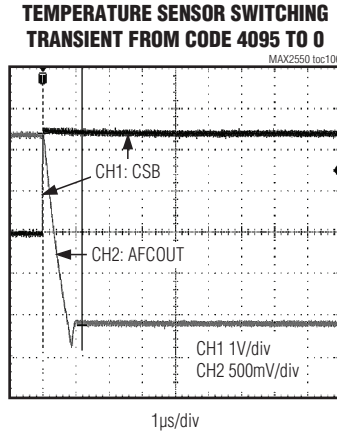 TEMPERATURE SENSOR SWITCHING
TRANSIENT FROM CODE 4095 TO 0
MAX2550 toc100
CH1: CSB
CH2: AFCOUT
CH1 1V/div
CH2 500mV/div
1µs/div